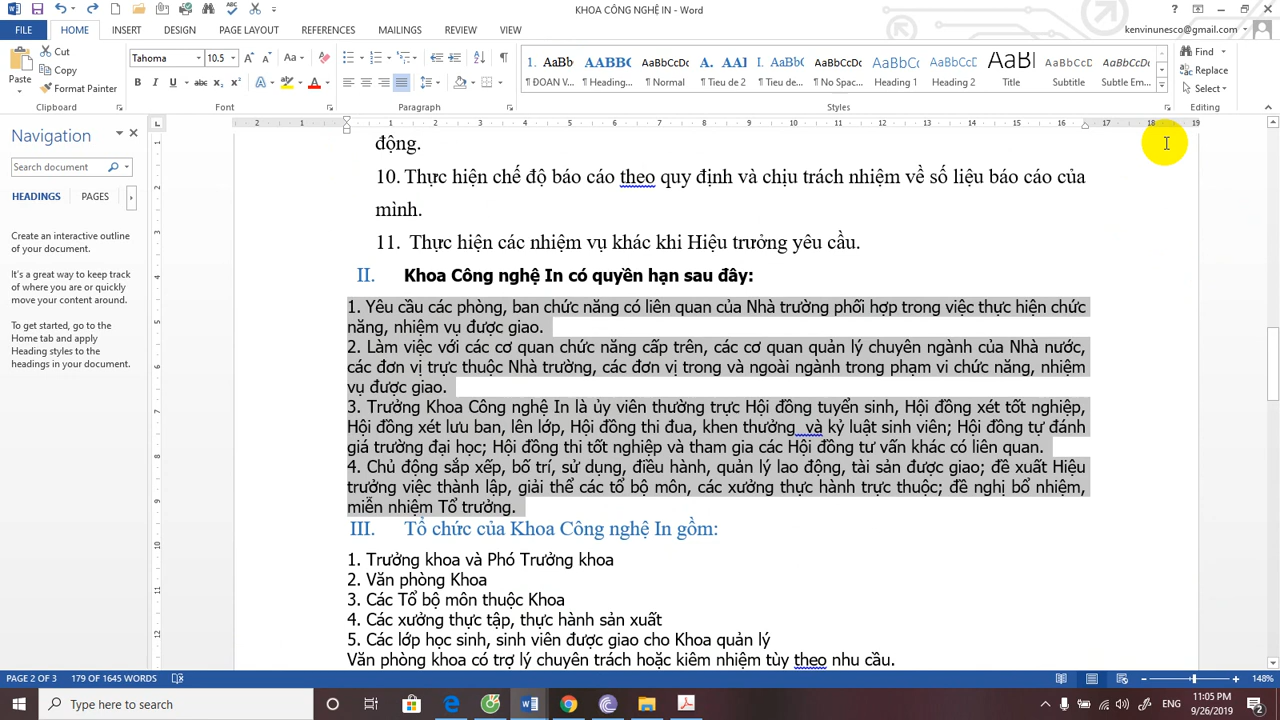 KHOA CÔNG NGHỆ IN - Word
FILE HOME INSERT DESIGN PAGE LAYOUT REFERENCES MAILINGS REVIEW VIEW kenvinunesco@gmail.com
Paste Cut Copy Format Painter
Tahoma 10.5
1. AaBb AABBC AaBbCcDc A. AAI I. AaBbC AaBbCcDc AaBbC AaBbCc AaBl AaBbCcD AaBbCcDc
¶ ĐOAN V... ¶ Heading... ¶ Normal ¶ Tieu de 2 ¶ Tieu de... ¶ No Spac... Heading 1 Heading 2 Title Subtitle Subtle Em...
Find Replace Select
Clipboard Font Paragraph Styles Editing
Navigation
Search document
HEADINGS PAGES
Create an interactive outline
of your document.
It's a great way to keep track
of where you are or quickly
move your content around.
To get started, go to the
Home tab and apply
Heading styles to the
headings in your document.
động.
10. Thực hiện chế độ báo cáo theo quy định và chịu trách nhiệm về số liệu báo cáo của
mình.
11. Thực hiện các nhiệm vụ khác khi Hiệu trưởng yêu cầu.
II. Khoa Công nghệ In có quyền hạn sau đây:
1. Yêu cầu các phòng, ban chức năng có liên quan của Nhà trường phối hợp trong việc thực hiện chức
năng, nhiệm vụ được giao.
2. Làm việc với các cơ quan chức năng cấp trên, các cơ quan quản lý chuyên ngành của Nhà nước,
các đơn vị trực thuộc Nhà trường, các đơn vị trong và ngoài ngành trong phạm vi chức năng, nhiệm
vụ được giao.
3. Trưởng Khoa Công nghệ In là ủy viên thường trực Hội đồng tuyển sinh, Hội đồng xét tốt nghiệp,
Hội đồng xét lưu ban, lên lớp, Hội đồng thi đua, khen thưởng và kỷ luật sinh viên; Hội đồng tự đánh
giá trường đại học; Hội đồng thi tốt nghiệp và tham gia các Hội đồng tư vấn khác có liên quan.
4. Chủ động sắp xếp, bố trí, sử dụng, điều hành, quản lý lao động, tài sản được giao; đề xuất Hiệu
trưởng việc thành lập, giải thể các tổ bộ môn, các xưởng thực hành trực thuộc; đề nghị bổ nhiệm,
miễn nhiệm Tổ trưởng.
III. Tổ chức của Khoa Công nghệ In gồm:
1. Trưởng khoa và Phó Trưởng khoa
2. Văn phòng Khoa
3. Các Tổ bộ môn thuộc Khoa
4. Các xưởng thực tập, thực hành sản xuất
5. Các lớp học sinh, sinh viên được giao cho Khoa quản lý
Văn phòng khoa có trợ lý chuyên trách hoặc kiêm nhiệm tùy theo nhu cầu.
PAGE 2 OF 3 179 OF 1645 WORDS 148%
Type here to search
ENG
11:05 PM
9/26/2019